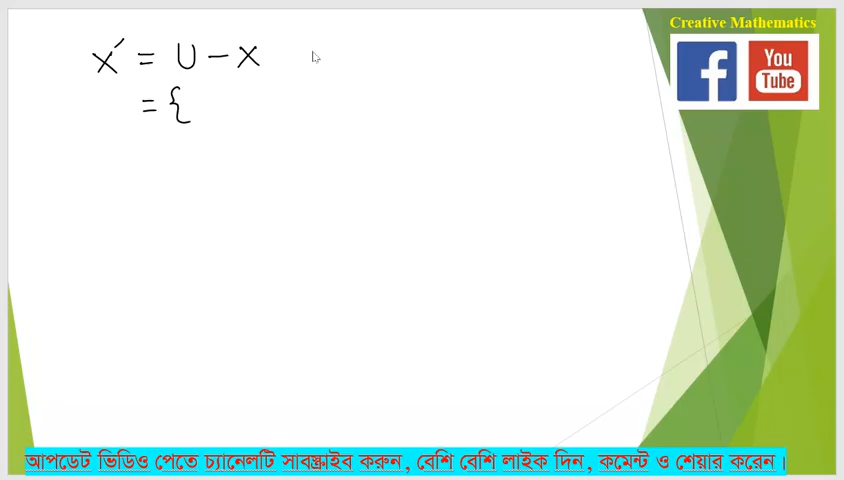 Creative Mathematics
f You Tube
X′ = U − X
= {
আপডেট ভিডিও পেতে চ্যানেলটি সাবস্ক্রাইব করুন, বেশি বেশি লাইক দিন, কমেন্ট ও শেয়ার করেন।